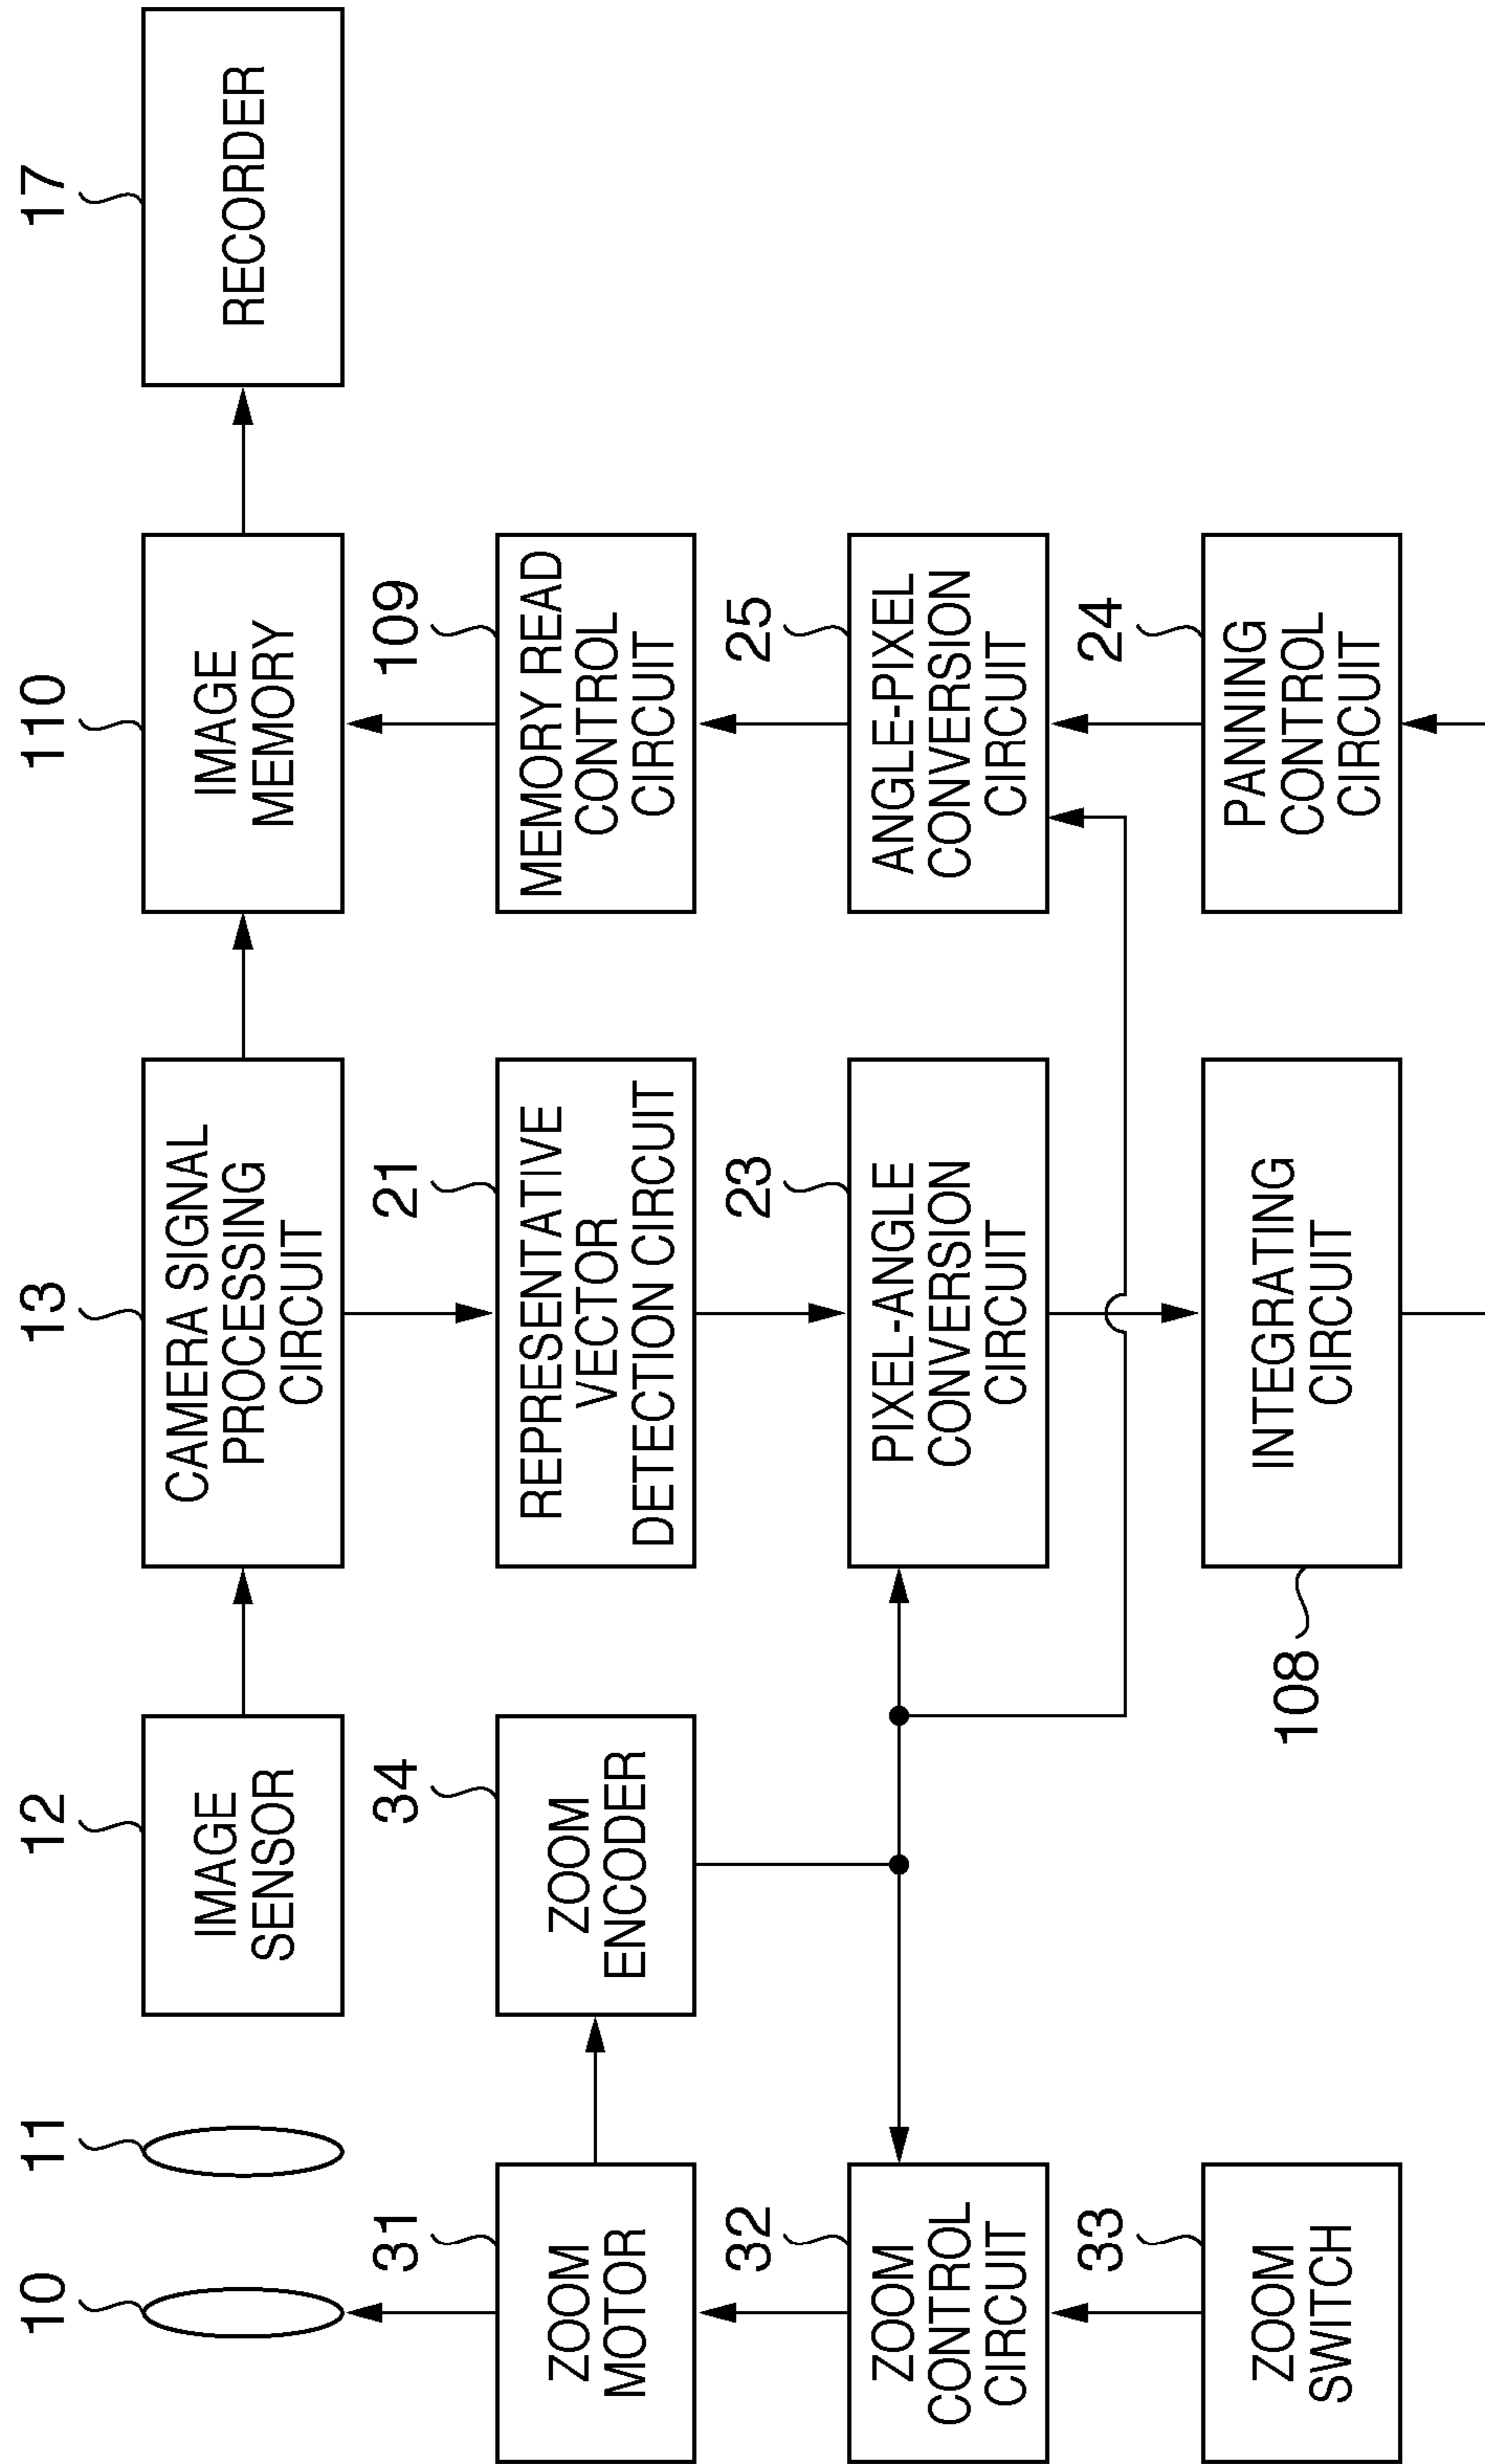 10
11
12
13
110
17
IMAGE
SENSOR
CAMERA SIGNAL
PROCESSING
CIRCUIT
IMAGE
MEMORY
RECORDER
31
34
21
109
ZOOM
MOTOR
ZOOM
ENCODER
REPRESENTATIVE
VECTOR
DETECTION CIRCUIT
MEMORY READ
CONTROL
CIRCUIT
32
23
25
ZOOM
CONTROL
CIRCUIT
PIXEL-ANGLE
CONVERSION
CIRCUIT
ANGLE-PIXEL
CONVERSION
CIRCUIT
33
24
ZOOM
SWITCH
108
INTEGRATING
CIRCUIT
PANNING
CONTROL
CIRCUIT